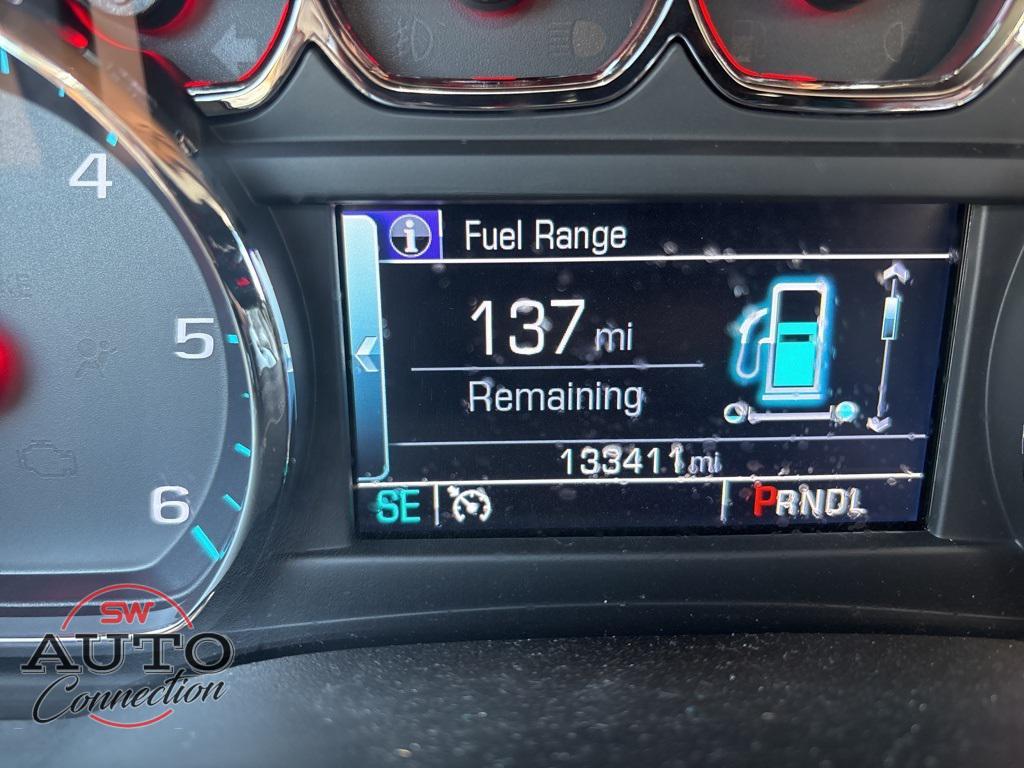 4
Fuel Range
5
137 mi
Remaining
133411 mi
6
SE
PRNDL
SW
AUTO
Connection